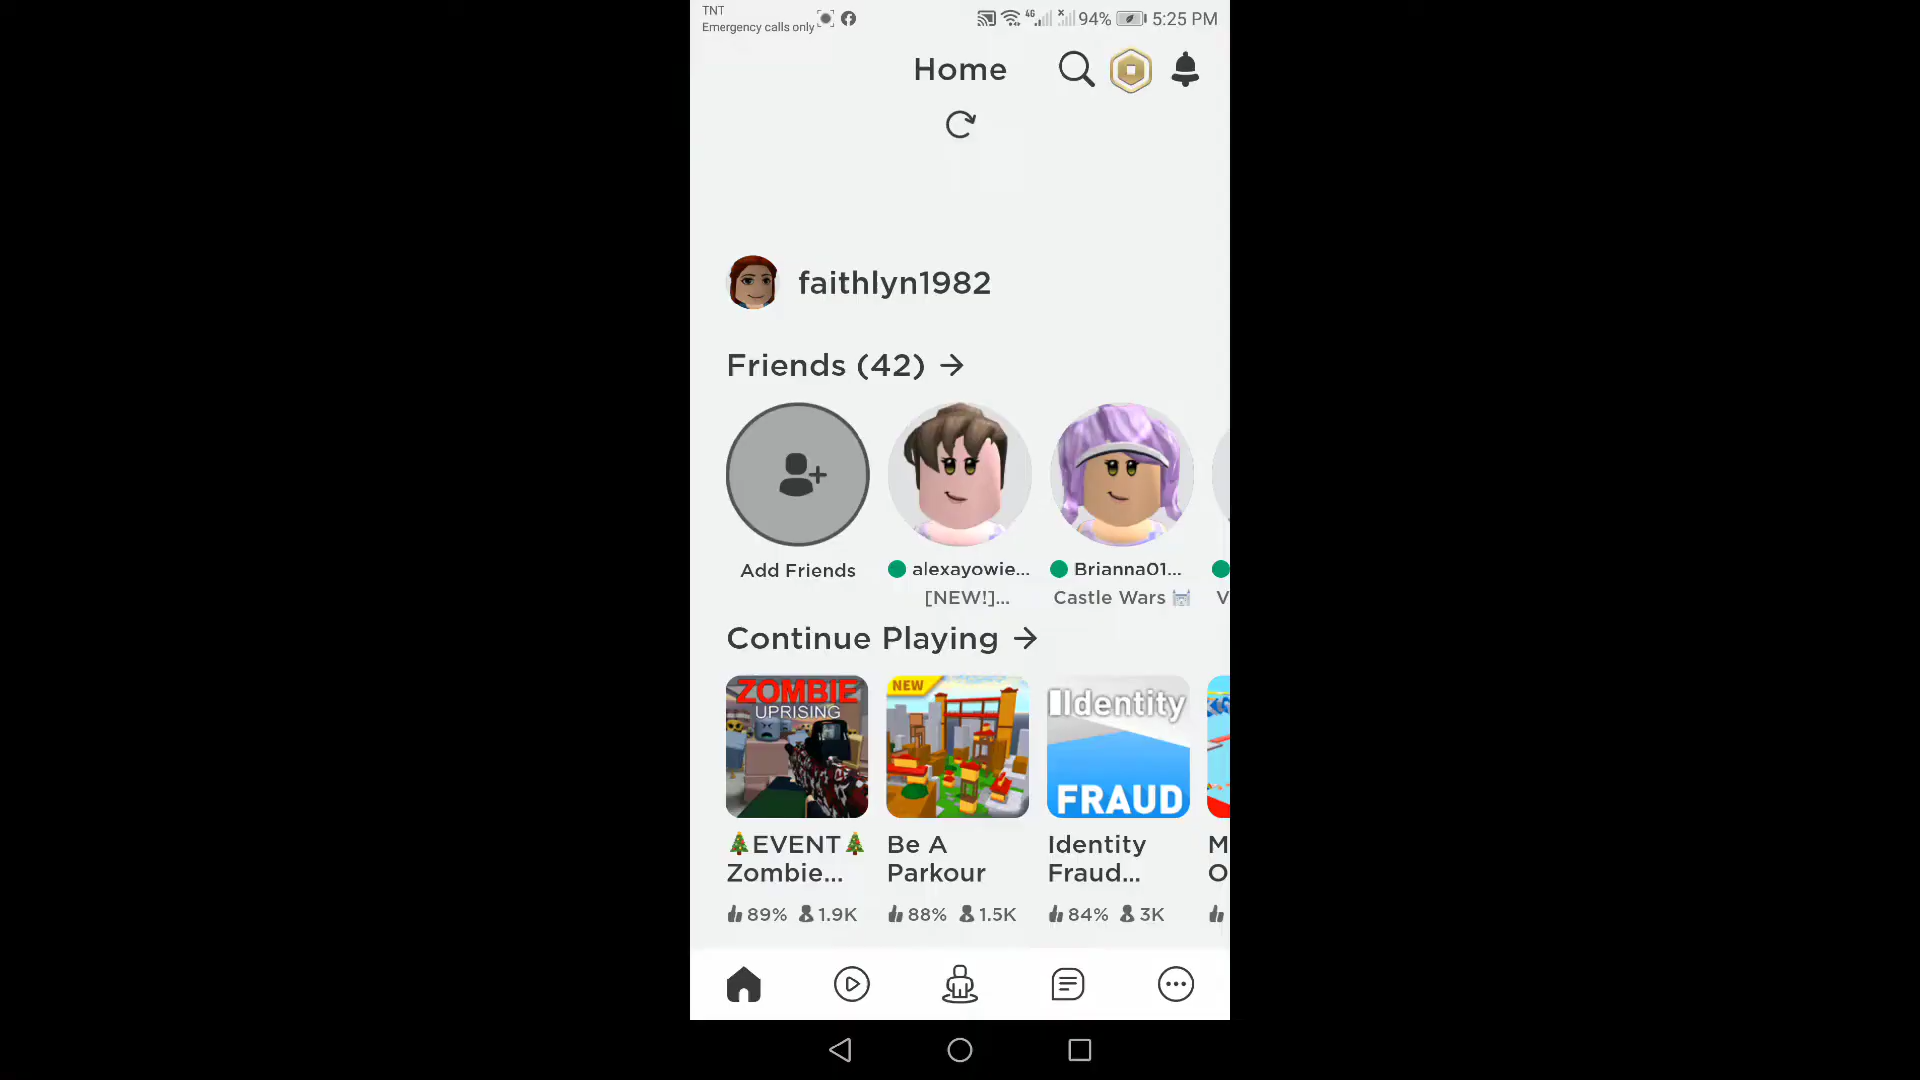 TNT
Emergency calls only
4G
94%
5:25 PM
Home
faithlyn1982
Friends (42)
Add Friends
alexayowie...
Brianna01...
[NEW!]...
Castle Wars
V
Continue Playing
ZOMBIE
UPRISING
NEW
Identity
FRAUD
🎄EVENT🎄
Zombie...
Be A
Parkour
Identity
Fraud...
M
O
89% 1.9K
88% 1.5K
84% 3K